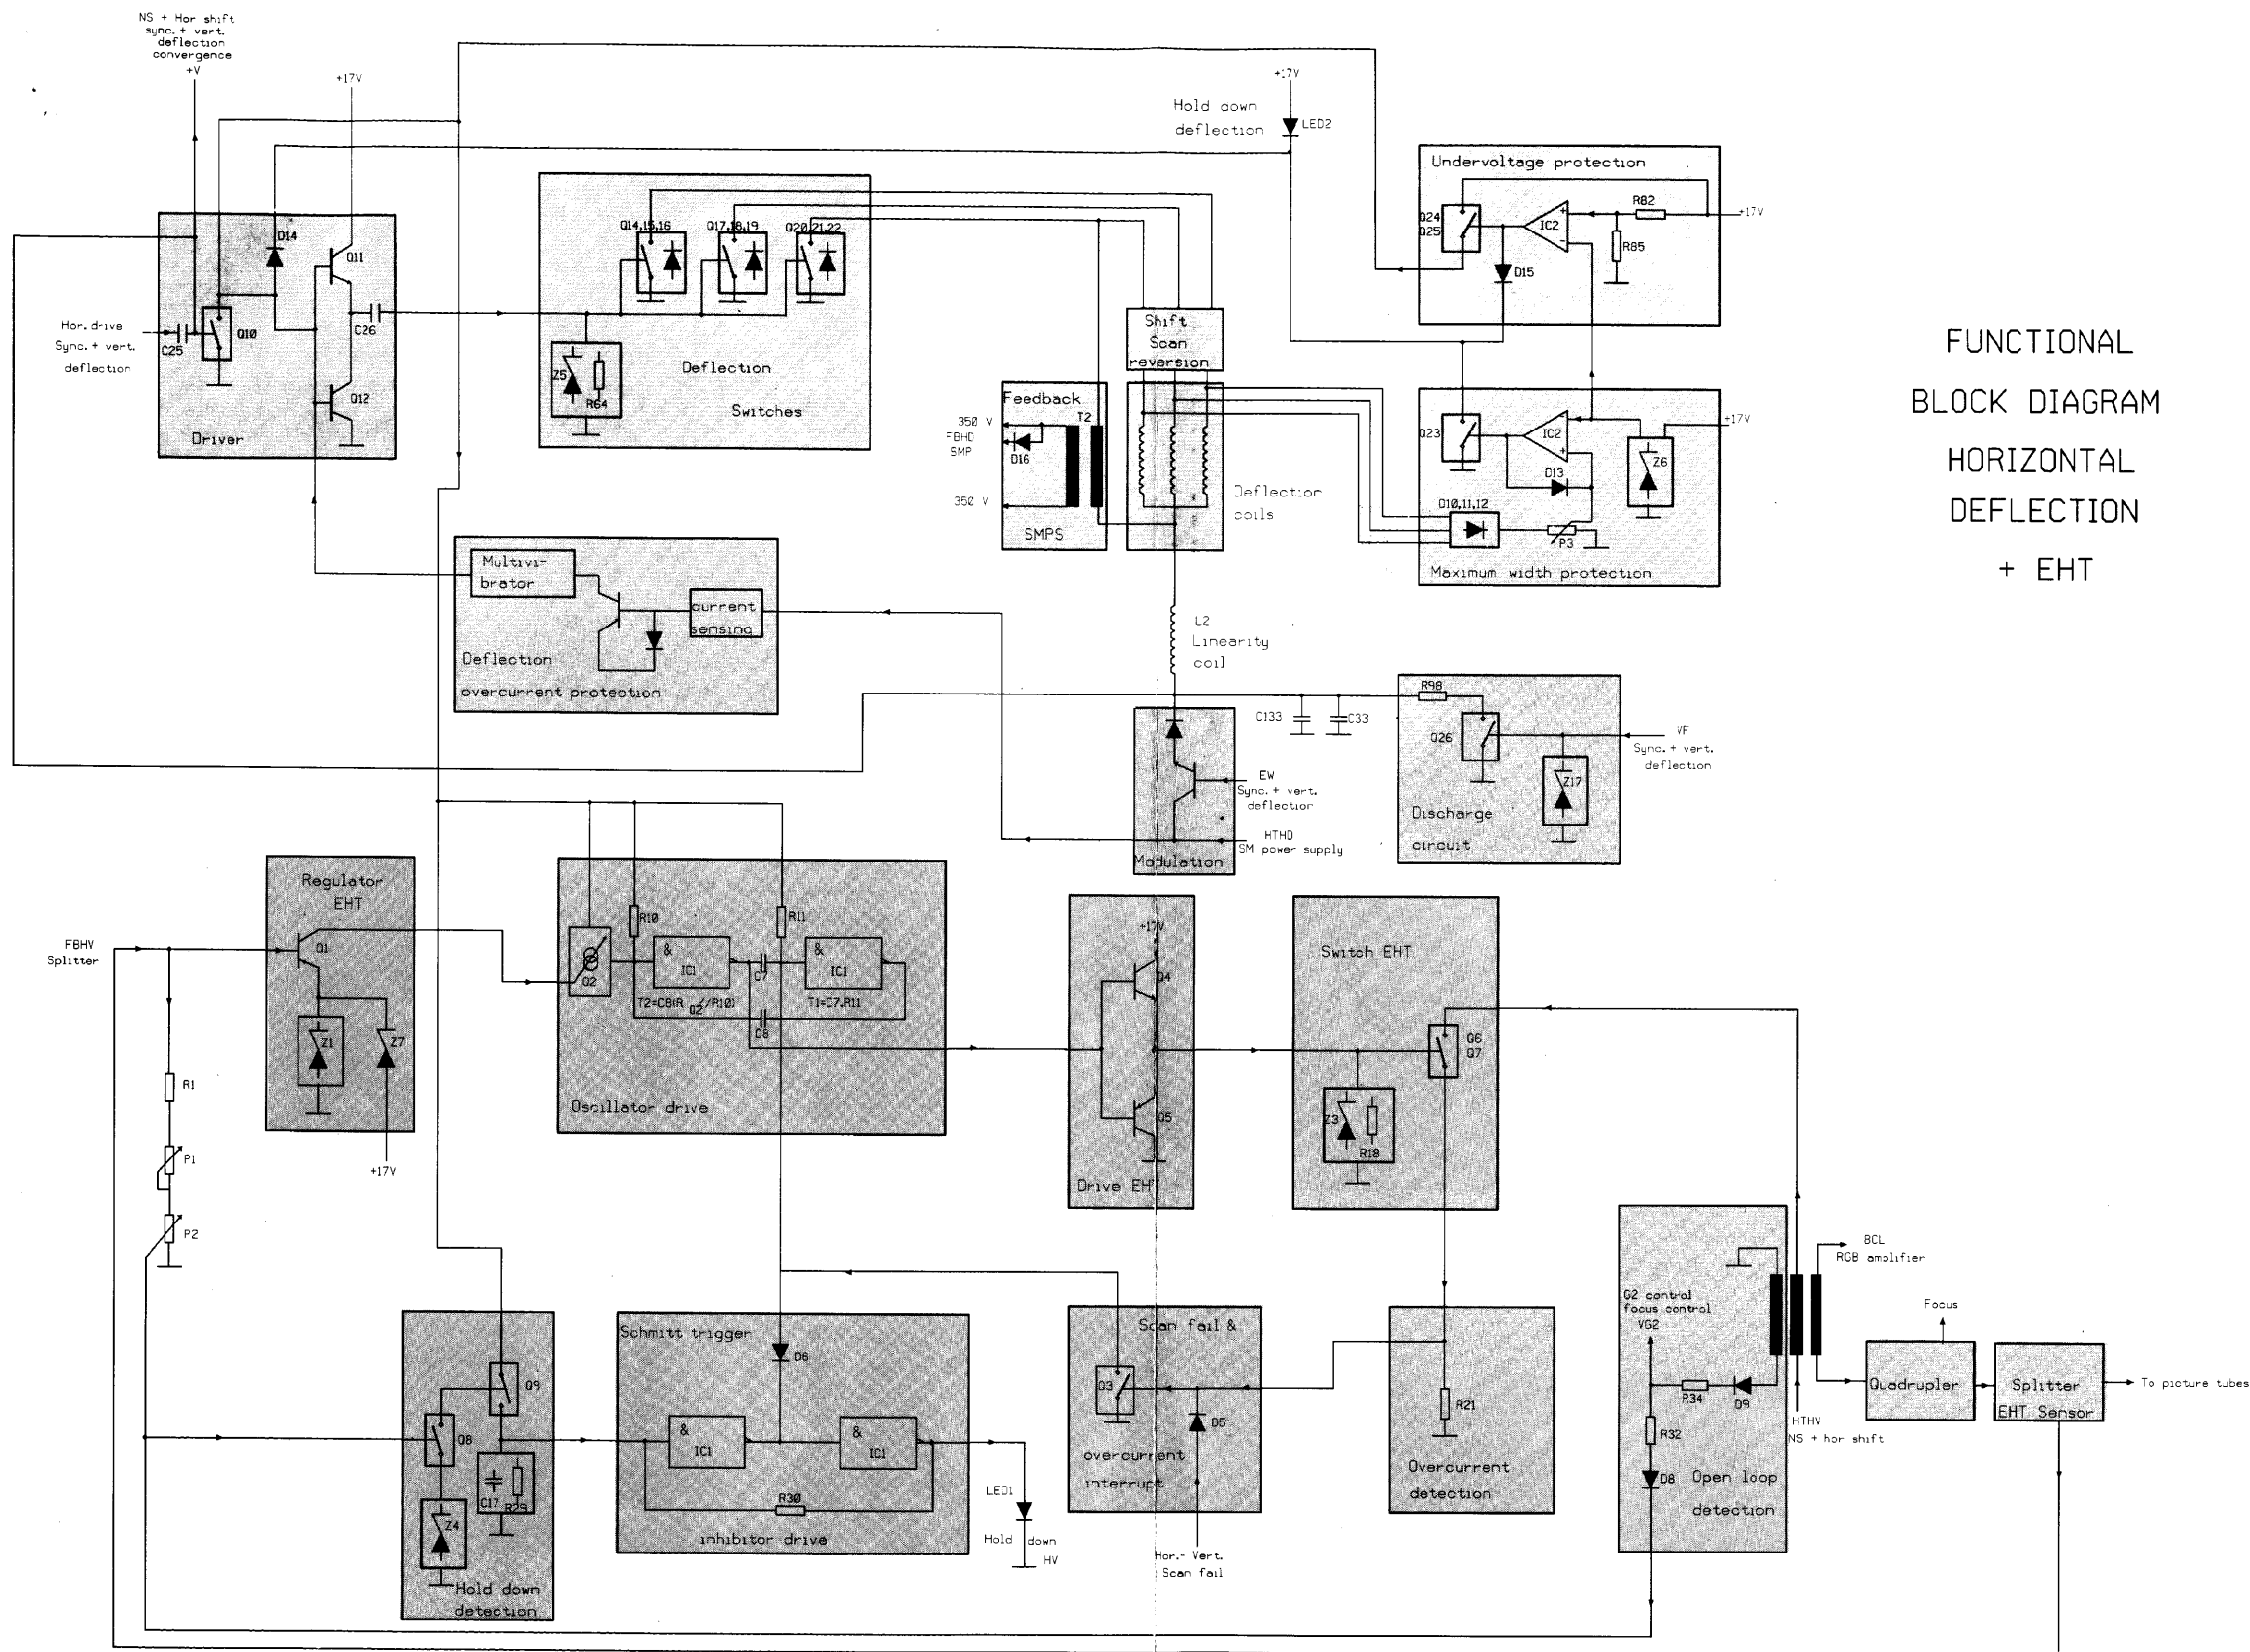 NS + Hor shift
sync. + vert.
deflection
convergence
+V
+17V
+17V
Hold down
deflection
LED2
Undervoltage protection
R82
+17V
Q24
Q25
IC2
+
-
R85
D15
D14
Q11
Q14,15,16
Q17,18,19
Q20,21,22
Hor. drive
Sync. + vert.
deflection
C25
Q10
C26
Q12
Driver
Z5
R64
Deflection
Switches
Shift
Scan
reversion
Feedback
350 V
FBHD
SMP
D16
T2
350 V
SMPS
Deflection
coils
Q23
IC2
-
+
+17V
Z6
D13
D10,11,12
P3
Maximum width protection
FUNCTIONAL
BLOCK DIAGRAM
HORIZONTAL
DEFLECTION
+ EHT
Multivi-
brator
current
sensing
Deflection
overcurrent protection
L2
Linearity
coil
C133
C33
R98
Q26
VF
Sync. + vert.
deflection
Z17
Discharge
circuit
EW
Sync. + vert.
deflection
HTHD
SM power supply
Modulation
Regulator
EHT
Q1
FBHV
Splitter
Z1
Z7
+17V
R1
P1
P2
R10
R11
Q2
&
IC1
C7
&
IC1
T2=C8(R Q2 //R10)
T1=C7.R11
C8
Oscillator drive
+17V
Q4
Q5
Drive EHT
Switch EHT
Q6
Q7
Z3
R18
Q9
Q8
C17
R29
Z4
Hold down
detection
Schmitt trigger
D6
&
IC1
&
IC1
R30
inhibitor drive
LED1
Hold down
HV
Scan fail &
Q3
D5
overcurrent
interrupt
Hor.- Vert.
Scan fail
R21
Overcurrent
detection
G2 control
focus control
VG2
R34
D9
R32
D8
Open loop
detection
BCL
RGB amplifier
HTHV
NS + hor shift
Focus
Quadrupler
Splitter
EHT Sensor
To picture tubes